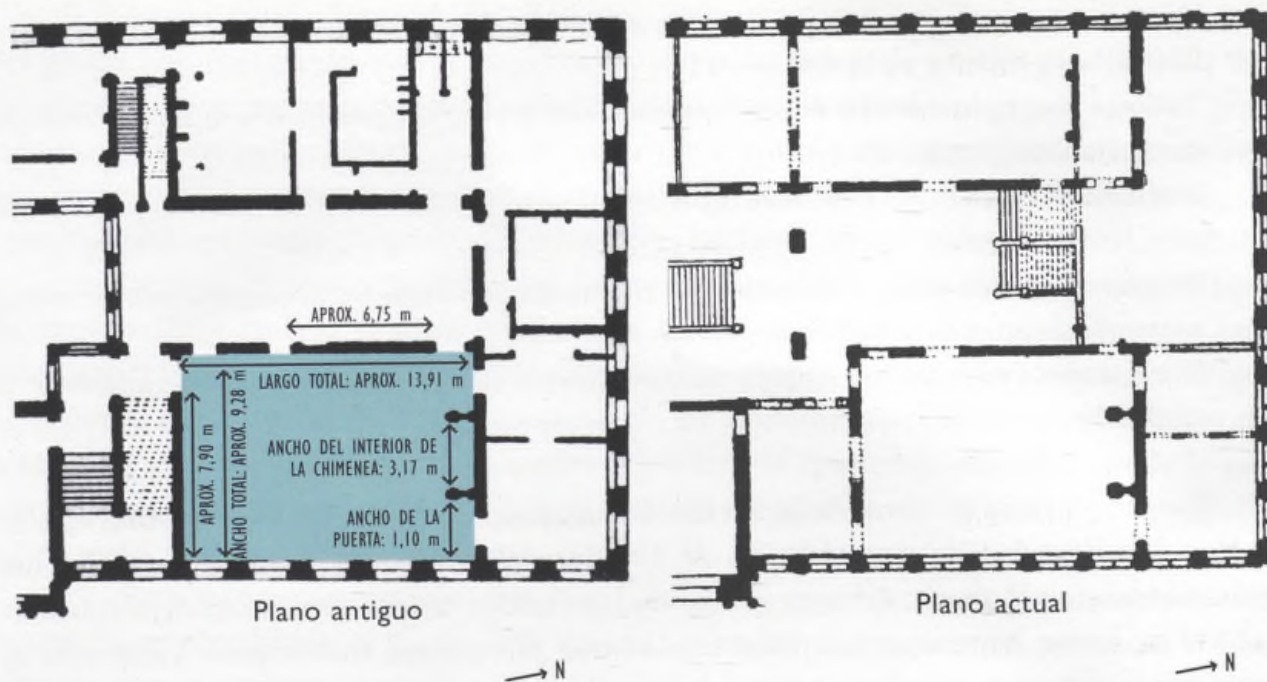 APROX. 6,75 m
LARGO TOTAL: APROX. 13,91 m
APROX. 7,90 m
ANCHO TOTAL: APROX. 9,28 m
ANCHO DEL INTERIOR DE
LA CHIMENEA: 3,17 m
ANCHO DE LA
PUERTA: 1,10 m
Plano antiguo
N
Plano actual
N